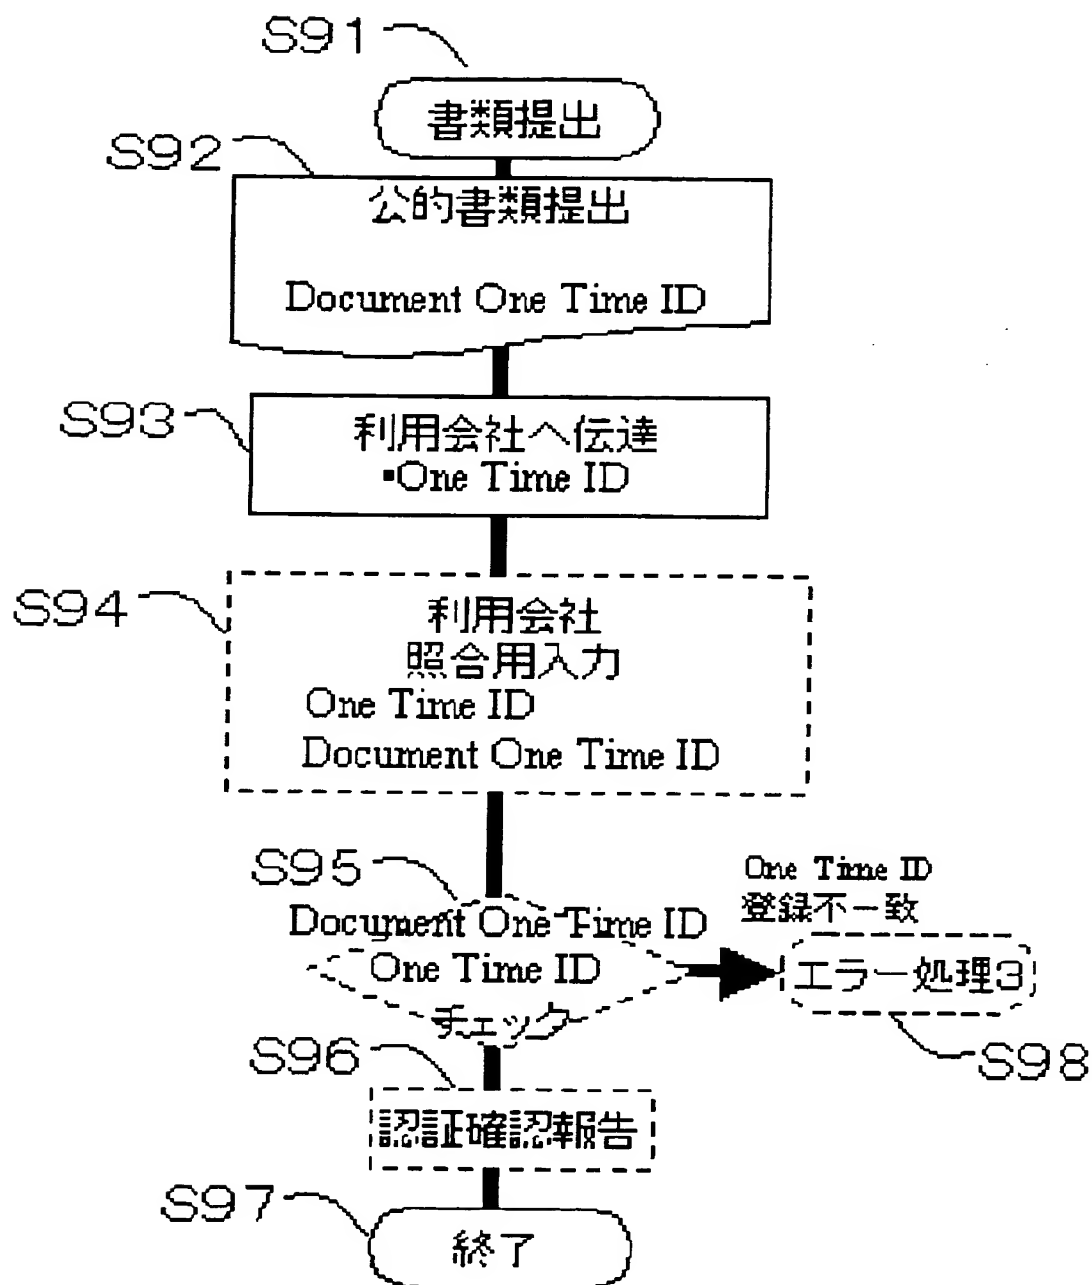 S91
書類提出
S92
公的書類提出
Document One Time ID
S93
利用会社へ伝達
▪One Time ID
S94
利用会社
照合用入力
One Time ID
Document One Time ID
S95
Document One Time ID
One Time ID
チェック
One Time ID
登録不一致
エラー処理3
S98
S96
認証確認報告
S97
終了